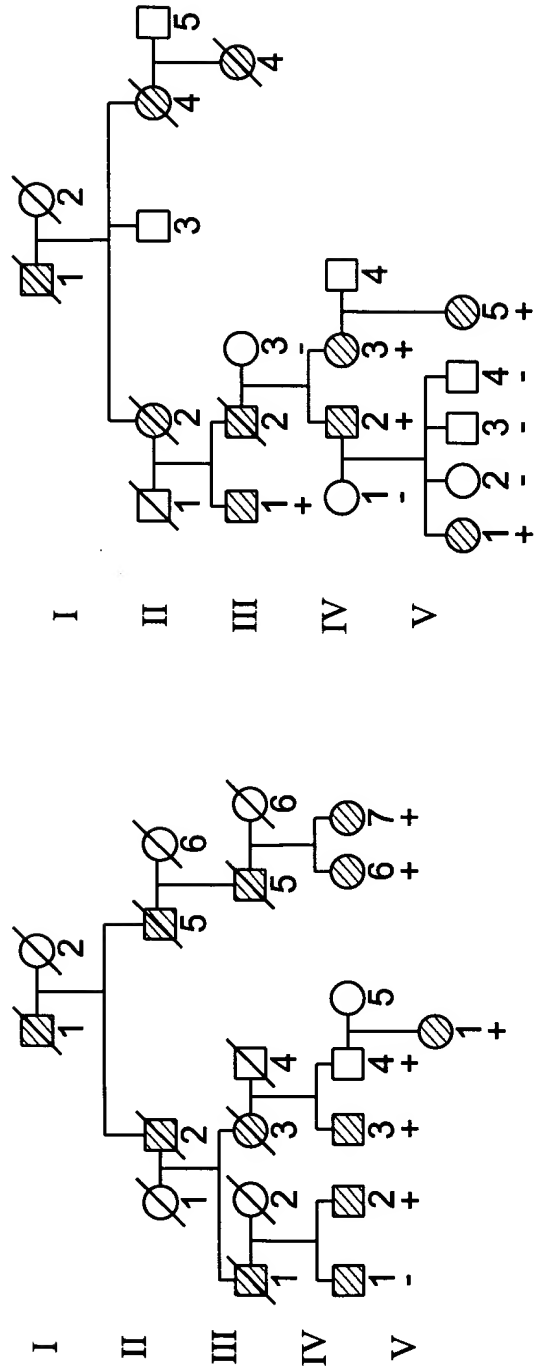 I
1 2
II
1 2 5 6
III
1 2 3 4 5 6
IV
1 2 3 4 5 6 7
- + + + + +
V
1
+
I
1 2
II
1 2 3 4 5
III
1 2 3 4
+ -
IV
1 2 3 4
- + +
V
1 2 3 4 5
+ - - - +